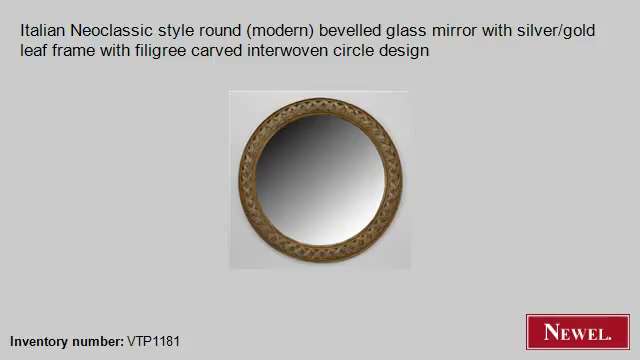 Italian Neoclassic style round (modern) bevelled glass mirror with silver/gold
leaf frame with filigree carved interwoven circle design
Inventory number: VTP1181
NEWEL.